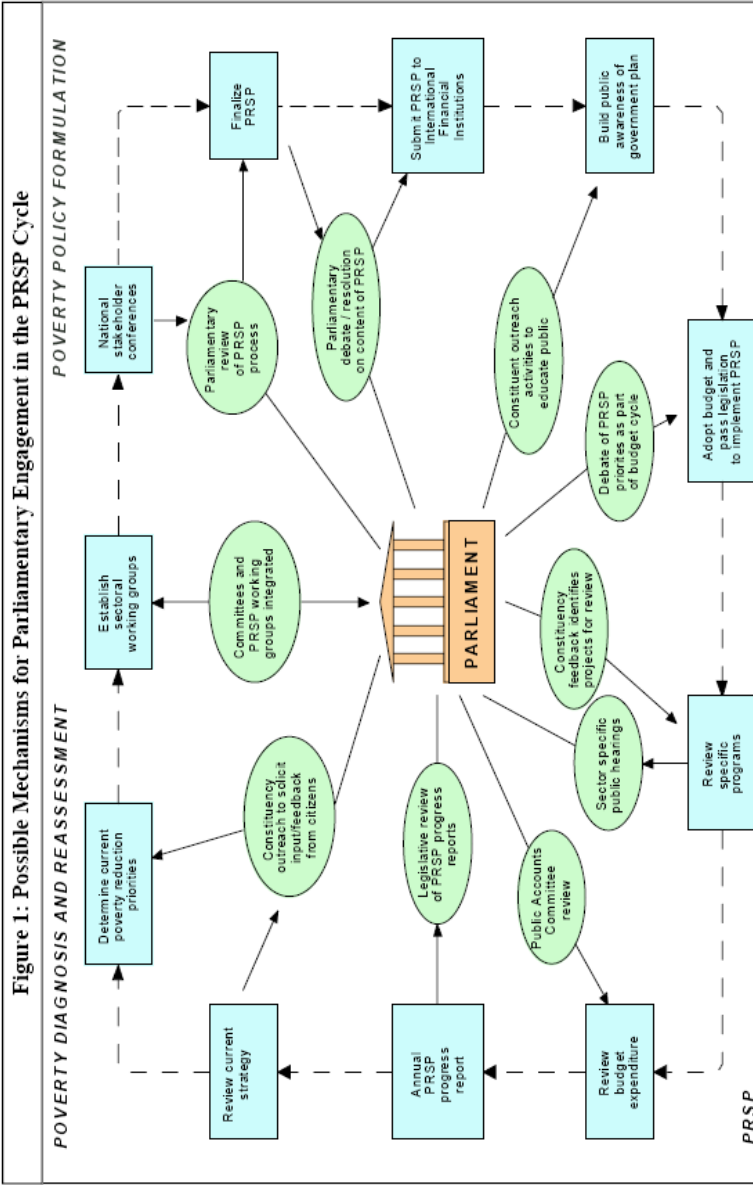 Figure 1: Possible Mechanisms for Parliamentary Engagement in the PRSP Cycle
POVERTY DIAGNOSIS AND REASSESSMENT
POVERTY POLICY FORMULATION
Determine current
poverty reduction
priorities
Establish
sectoral
working groups
National
stakeholder
conferences
Review current
strategy
Constituency
outreach to solicit
input/feedback
from citizens
Committees and
PRSP working
groups integrated
Parliamentary
review
of PRSP
process
Finalize
PRSP
Annual
PRSP
progress
report
Legislative review
of PRSP progress
reports
PARLIAMENT
Parliamentary
debate / resolution
on content of PRSP
Submit PRSP to
International
Financial
Institutions
Review
budget
expenditure
Public Accounts
Committee
review
Sector specific
public hearings
Constituency
feedback identifies
projects for review
Debate of PRSP
priorites as part
of budget cycle
Constituent outreach
activities to
educate public
Build public
awareness of
government plan
Review
specific
programs
Adopt budget and
pass legislation
to implement PRSP
PRSP